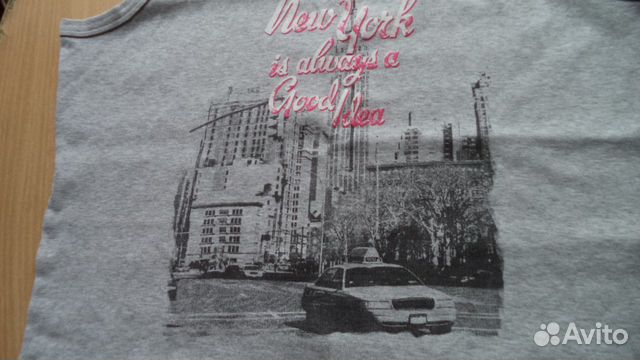 New York
is always a
Good Idea
Avito